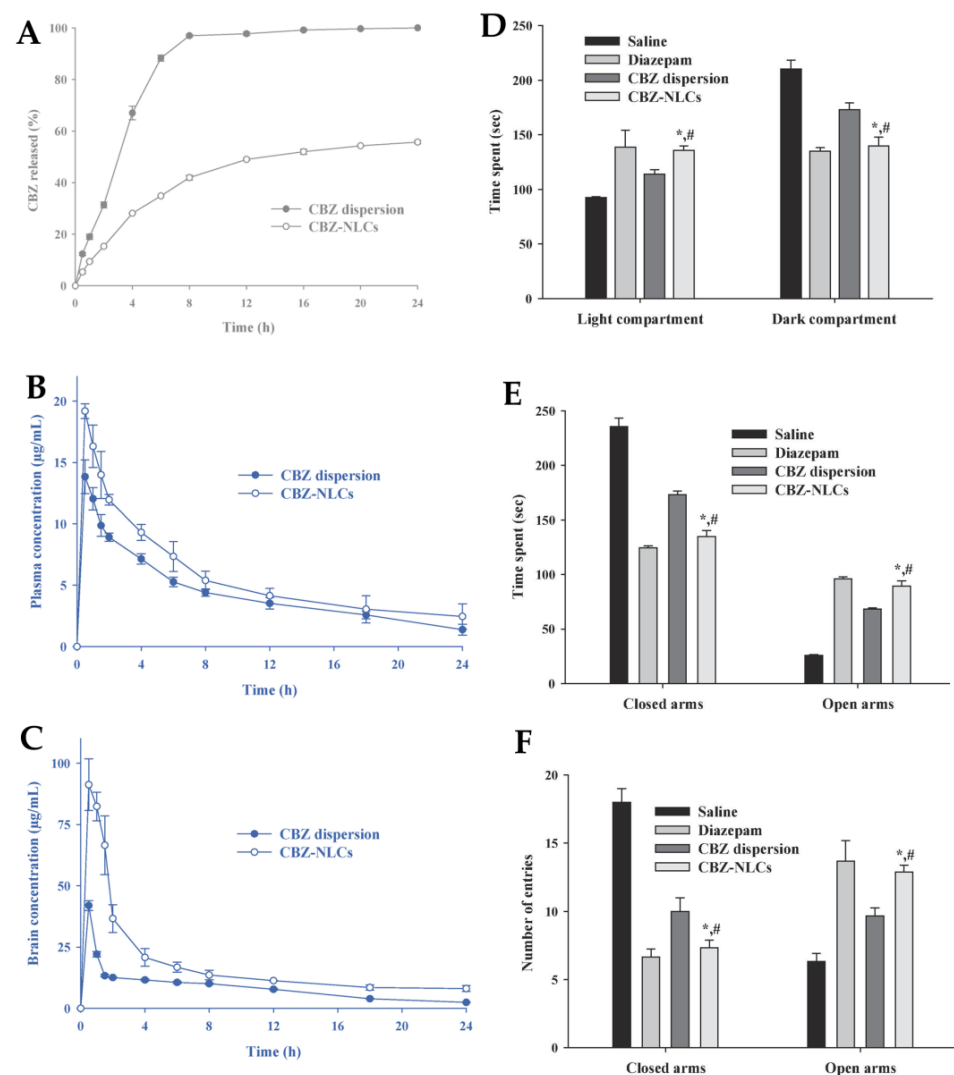 A
CBZ released (%)
100
80
60
40
20
0
CBZ dispersion
CBZ-NLCs
0 4 8 12 16 20 24
Time (h)
B
Plasma concentration (µg/mL)
20
15
10
5
0
CBZ dispersion
CBZ-NLCs
0 4 8 12 16 20 24
Time (h)
C
Brain concentration (µg/mL)
100
75
50
25
0
CBZ dispersion
CBZ-NLCs
0 4 8 12 16 20 24
Time (h)
D
Time spent (sec)
250
200
150
100
50
0
Saline
Diazepam
CBZ dispersion
CBZ-NLCs
*,#
*,#
Light compartment Dark compartment
E
Time spent (sec)
250
200
150
100
50
0
Saline
Diazepam
CBZ dispersion
CBZ-NLCs
*,#
*,#
Closed arms Open arms
F
Number of entries
20
15
10
5
0
Saline
Diazepam
CBZ dispersion
CBZ-NLCs
*,#
*,#
Closed arms Open arms